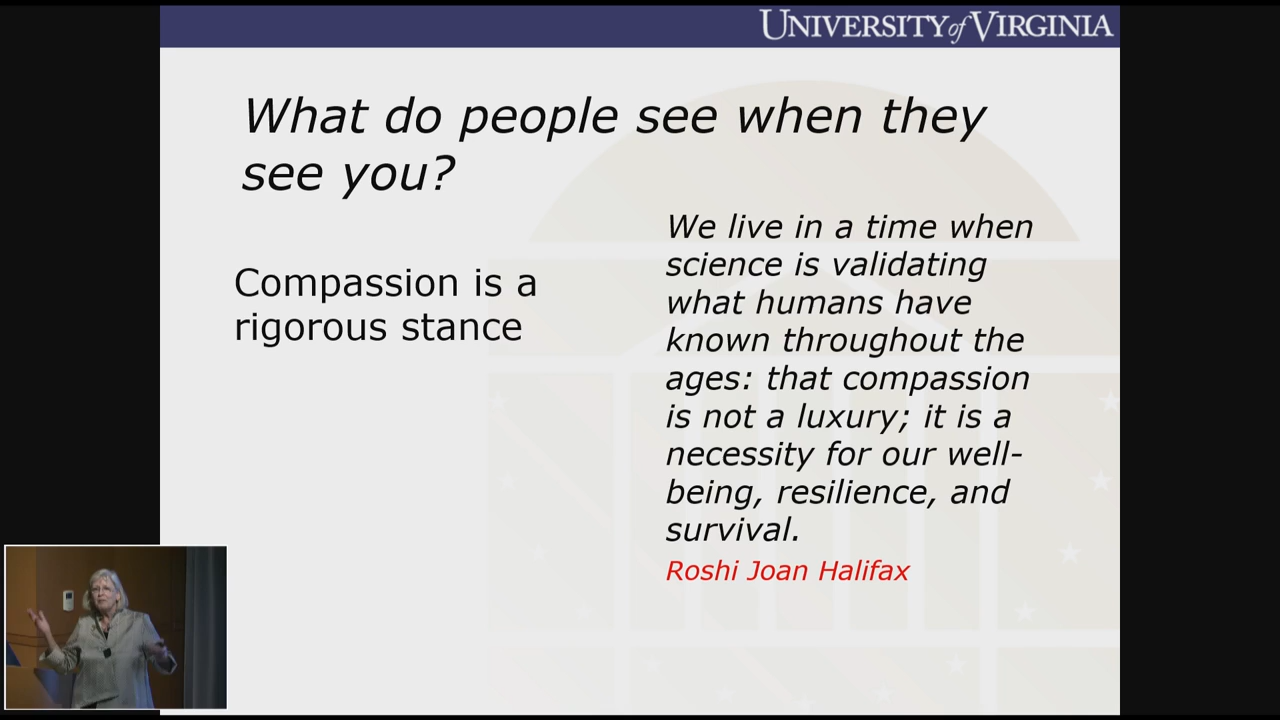 UNIVERSITY of VIRGINIA
What do people see when they
see you?
Compassion is a
rigorous stance
We live in a time when
science is validating
what humans have
known throughout the
ages: that compassion
is not a luxury; it is a
necessity for our well-
being, resilience, and
survival.
Roshi Joan Halifax